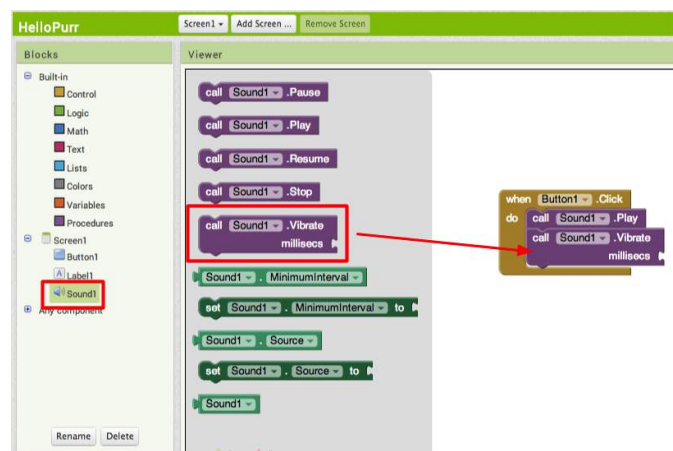 HelloPurr
Screen1 Add Screen ... Remove Screen
Blocks
Built-in
Control
Logic
Math
Text
Lists
Colors
Variables
Procedures
Screen1
Button1
A Label1
Sound1
Any component
Rename Delete
Viewer
call Sound1 .Pause
call Sound1 .Play
call Sound1 .Resume
call Sound1 .Stop
call Sound1 .Vibrate
millisecs
Sound1 . MinimumInterval
set Sound1 . MinimumInterval to
Sound1 . Source
set Sound1 . Source to
Sound1
when Button1 .Click
do call Sound1 .Play
call Sound1 .Vibrate
millisecs